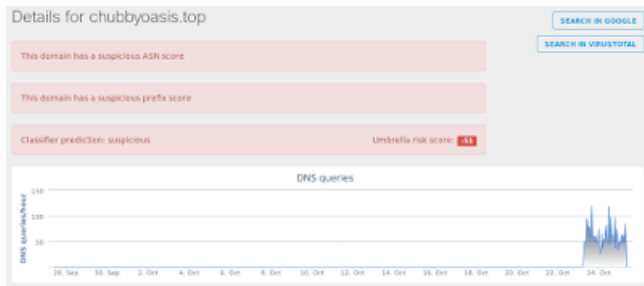 Details for chubbyoasis.top
SEARCH IN GOOGLE
SEARCH IN VIRUSTOTAL
This domain has a suspicious ASN score
This domain has a suspicious prefix score
Classifier prediction: suspicious
Umbrella risk score: -51
DNS queries
DNS queries/hour
150
100
50
28. Sep 30. Sep 2. Oct 4. Oct 6. Oct 8. Oct 10. Oct 12. Oct 14. Oct 16. Oct 18. Oct 20. Oct 22. Oct 24. Oct